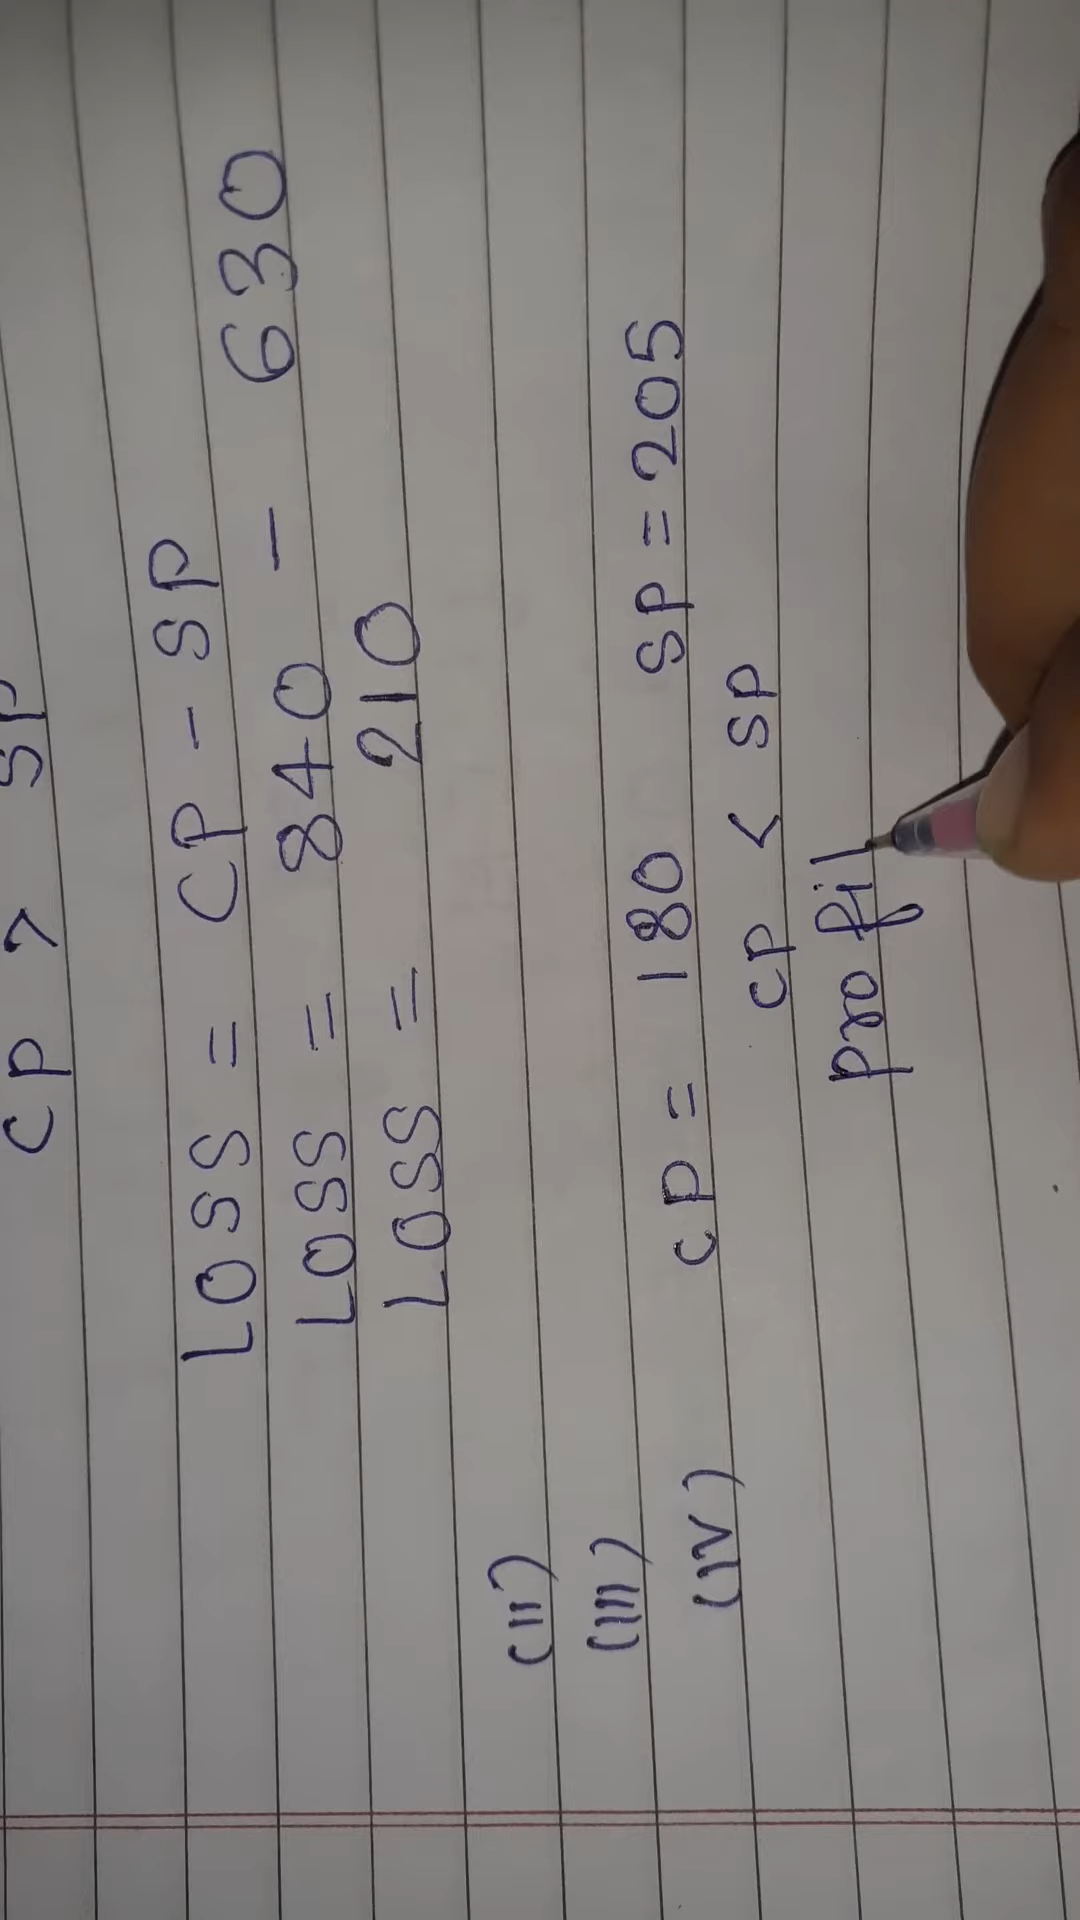 CP > SP
LOSS = CP - SP
LOSS = 840 - 630
LOSS = 210
(II)
(III)
(IV) CP = 180 SP = 205
CP < SP
profil